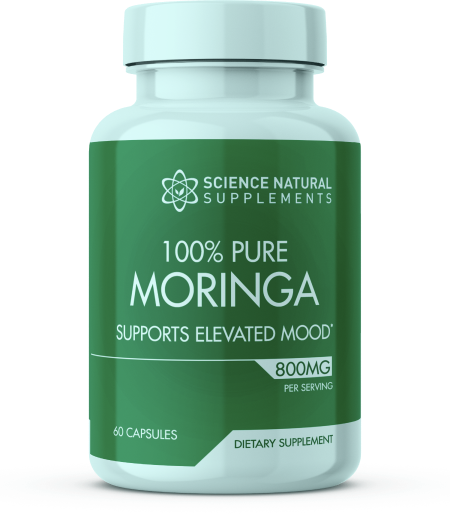 SCIENCE NATURAL
SUPPLEMENTS
100% PURE
MORINGA
SUPPORTS ELEVATED MOOD*
800MG
PER SERVING
60 CAPSULES
DIETARY SUPPLEMENT